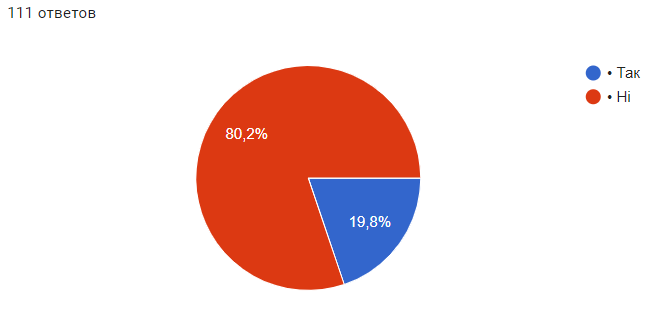 111 ответов
• Так
• Ні
80,2%
19,8%